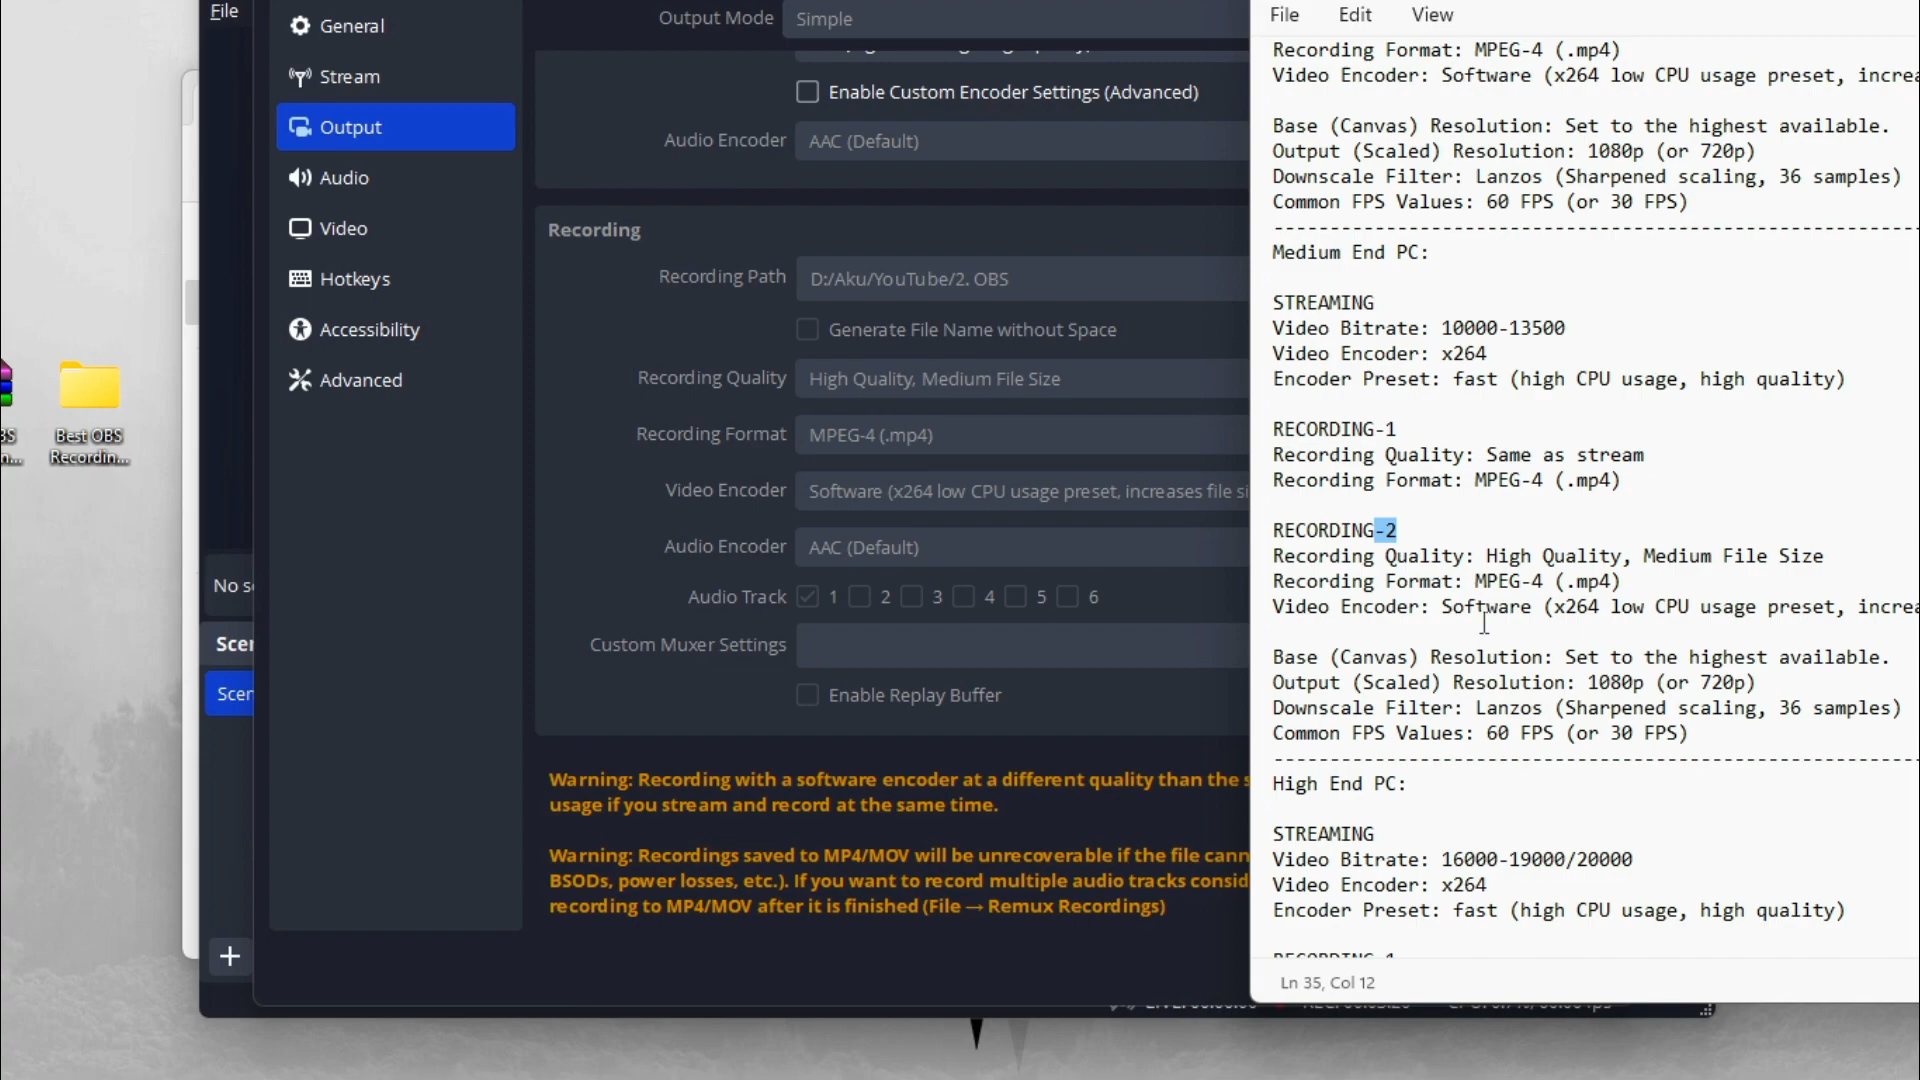 File
General
Stream
Output
Audio
Video
Hotkeys
Accessibility
Advanced
Best OBS
Recordin...
No s
Scen
+
Output Mode
Simple
Enable Custom Encoder Settings (Advanced)
Audio Encoder
AAC (Default)
Recording
Recording Path
D:/Aku/YouTube/2. OBS
Generate File Name without Space
Recording Quality
High Quality, Medium File Size
Recording Format
MPEG-4 (.mp4)
Video Encoder
Software (x264 low CPU usage preset, increases file si
Audio Encoder
AAC (Default)
Audio Track
1 2 3 4 5 6
Custom Muxer Settings
Enable Replay Buffer
Warning: Recording with a software encoder at a different quality than the s
usage if you stream and record at the same time.
Warning: Recordings saved to MP4/MOV will be unrecoverable if the file cann
BSODs, power losses, etc.). If you want to record multiple audio tracks consid
recording to MP4/MOV after it is finished (File → Remux Recordings)
File Edit View
Recording Format: MPEG-4 (.mp4)
Video Encoder: Software (x264 low CPU usage preset, increa
Base (Canvas) Resolution: Set to the highest available.
Output (Scaled) Resolution: 1080p (or 720p)
Downscale Filter: Lanzos (Sharpened scaling, 36 samples)
Common FPS Values: 60 FPS (or 30 FPS)
----------------------------------------------------------
Medium End PC:
STREAMING
Video Bitrate: 10000-13500
Video Encoder: x264
Encoder Preset: fast (high CPU usage, high quality)
RECORDING-1
Recording Quality: Same as stream
Recording Format: MPEG-4 (.mp4)
RECORDING-2
Recording Quality: High Quality, Medium File Size
Recording Format: MPEG-4 (.mp4)
Video Encoder: Software (x264 low CPU usage preset, increa
Base (Canvas) Resolution: Set to the highest available.
Output (Scaled) Resolution: 1080p (or 720p)
Downscale Filter: Lanzos (Sharpened scaling, 36 samples)
Common FPS Values: 60 FPS (or 30 FPS)
----------------------------------------------------------
High End PC:
STREAMING
Video Bitrate: 16000-19000/20000
Video Encoder: x264
Encoder Preset: fast (high CPU usage, high quality)
RECORDING-1
Ln 35, Col 12